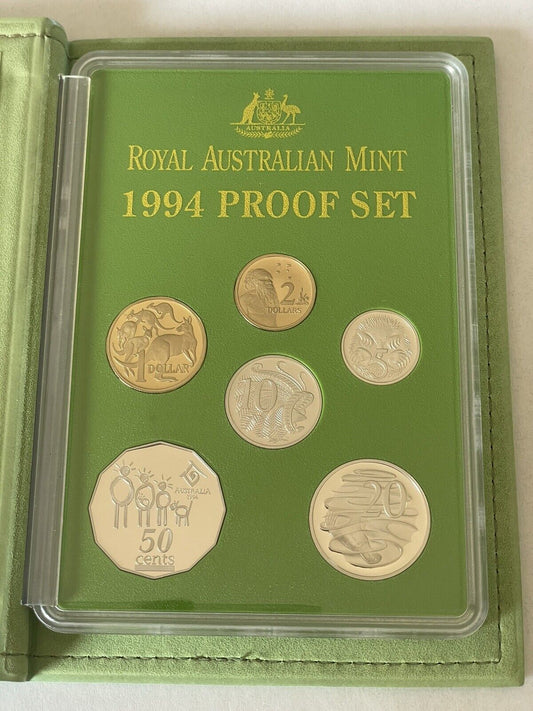 AUSTRALIA
ROYAL AUSTRALIAN MINT
1994 PROOF SET
2
DOLLARS
1
DOLLAR
5
10
AUSTRALIA
1994
50
cents
20